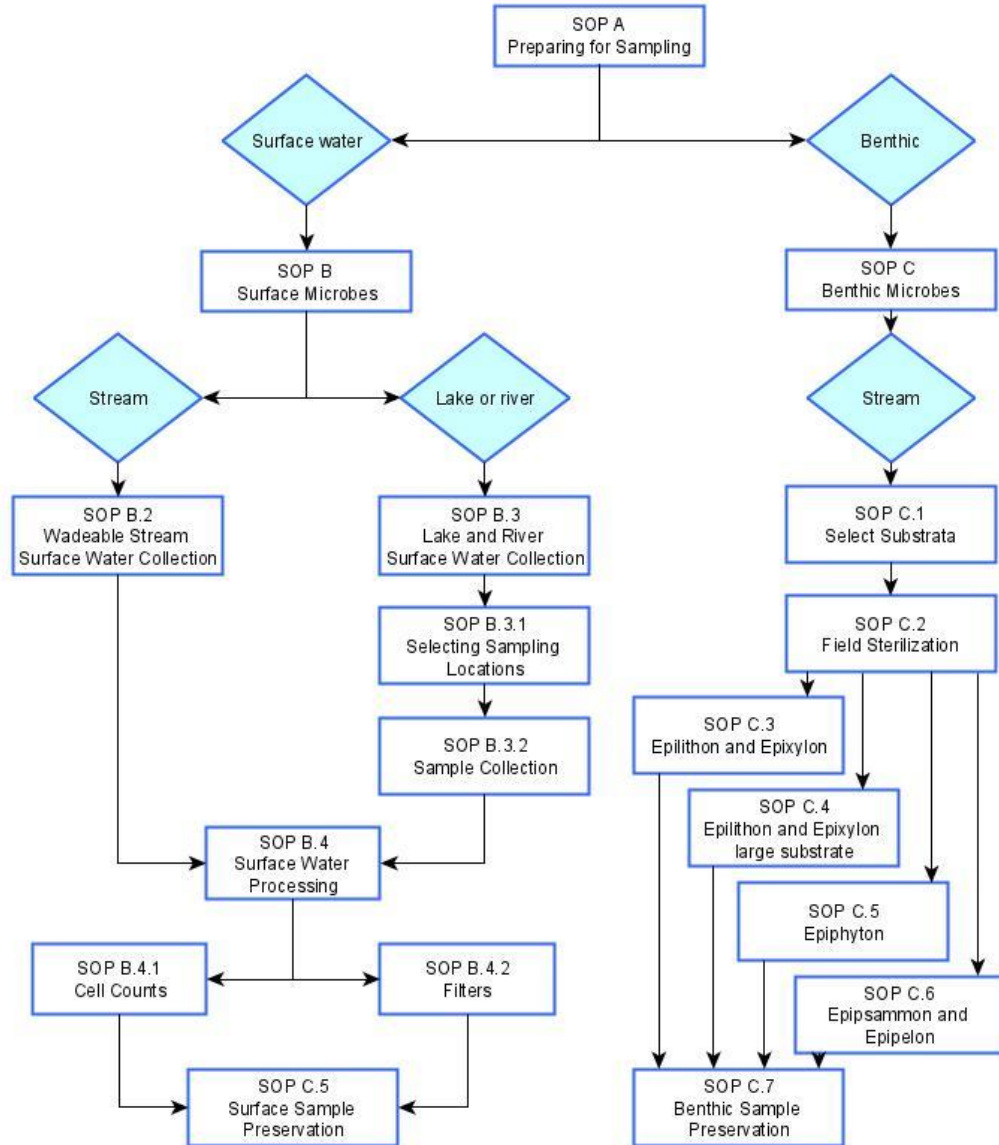 SOP A
Preparing for Sampling
Surface water
Benthic
SOP B
Surface Microbes
SOP C
Benthic Microbes
Stream
Lake or river
Stream
SOP B.2
Wadeable Stream
Surface Water Collection
SOP B.3
Lake and River
Surface Water Collection
SOP C.1
Select Substrata
SOP B.3.1
Selecting Sampling
Locations
SOP C.2
Field Sterilization
SOP B.3.2
Sample Collection
SOP C.3
Epilithon and Epixylon
SOP C.4
Epilithon and Epixylon
large substrate
SOP B.4
Surface Water
Processing
SOP C.5
Epiphyton
SOP B.4.1
Cell Counts
SOP B.4.2
Filters
SOP C.6
Epipsammon and
Epipelon
SOP C.5
Surface Sample
Preservation
SOP C.7
Benthic Sample
Preservation